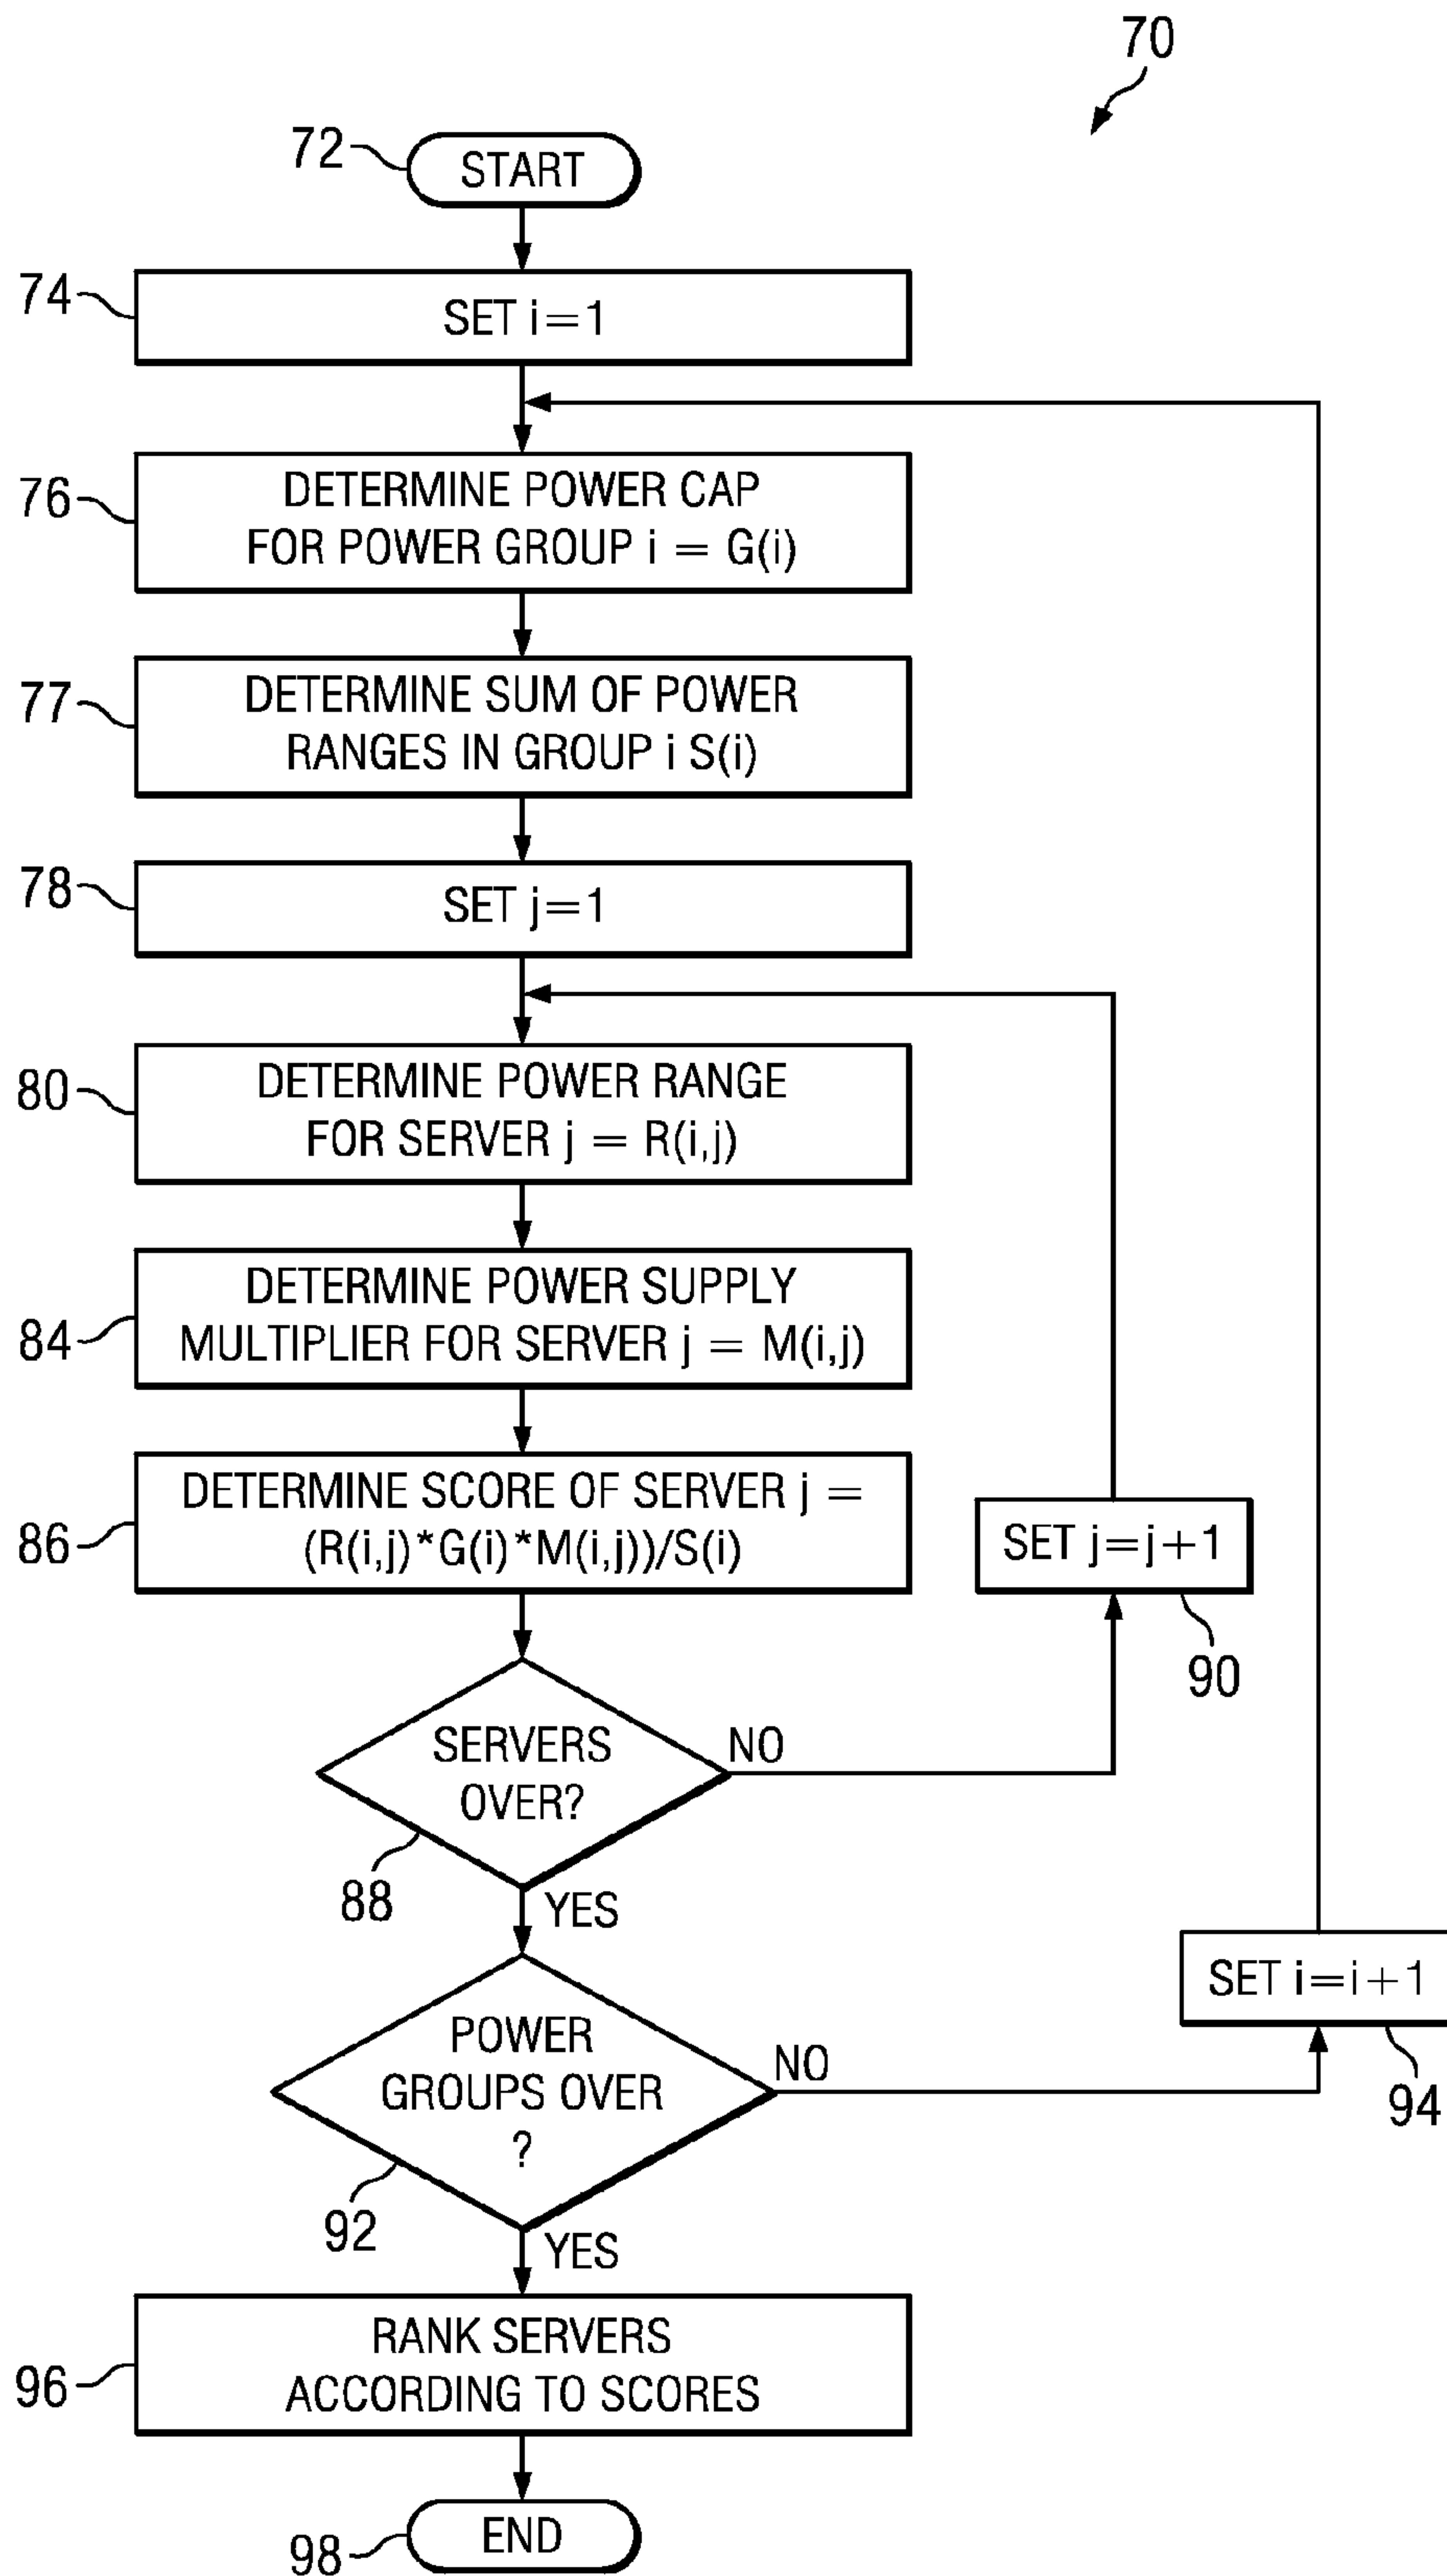 70
72
START
74
SET i=1
76
DETERMINE POWER CAP
FOR POWER GROUP i = G(i)
77
DETERMINE SUM OF POWER
RANGES IN GROUP i S(i)
78
SET j=1
80
DETERMINE POWER RANGE
FOR SERVER j = R(i,j)
84
DETERMINE POWER SUPPLY
MULTIPLIER FOR SERVER j = M(i,j)
86
DETERMINE SCORE OF SERVER j =
(R(i,j)*G(i)*M(i,j))/S(i)
SET j=j+1
90
SERVERS
OVER?
NO
88
YES
SET i=i+1
94
POWER
GROUPS OVER
?
NO
92
YES
96
RANK SERVERS
ACCORDING TO SCORES
98
END